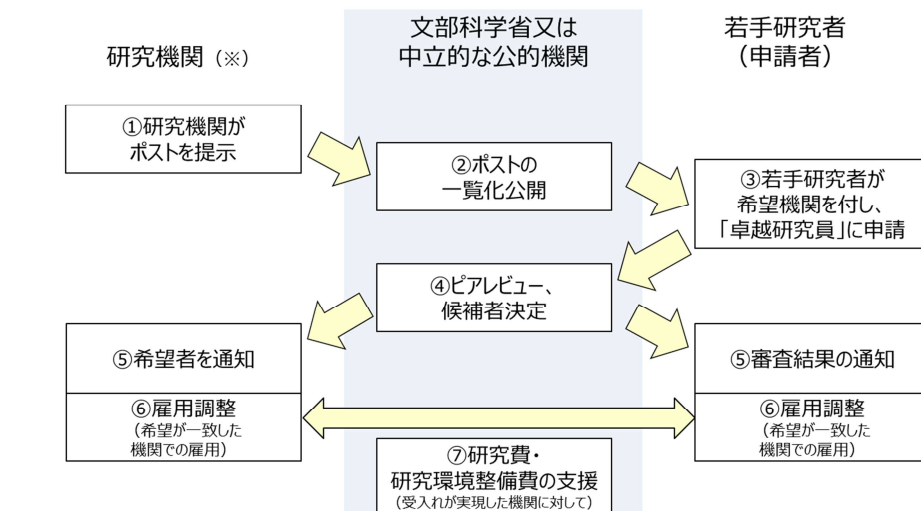 研究機関（※）
文部科学省又は
中立的な公的機関
若手研究者
（申請者）
①研究機関が
ポストを提示
②ポストの
一覧化公開
③若手研究者が
希望機関を付し、
「卓越研究員」に申請
④ピアレビュー、
候補者決定
⑤希望者を通知
⑤審査結果の通知
⑥雇用調整
（希望が一致した
機関での雇用）
⑥雇用調整
（希望が一致した
機関での雇用）
⑦研究費・
研究環境整備費の支援
（受入れが実現した機関に対して）